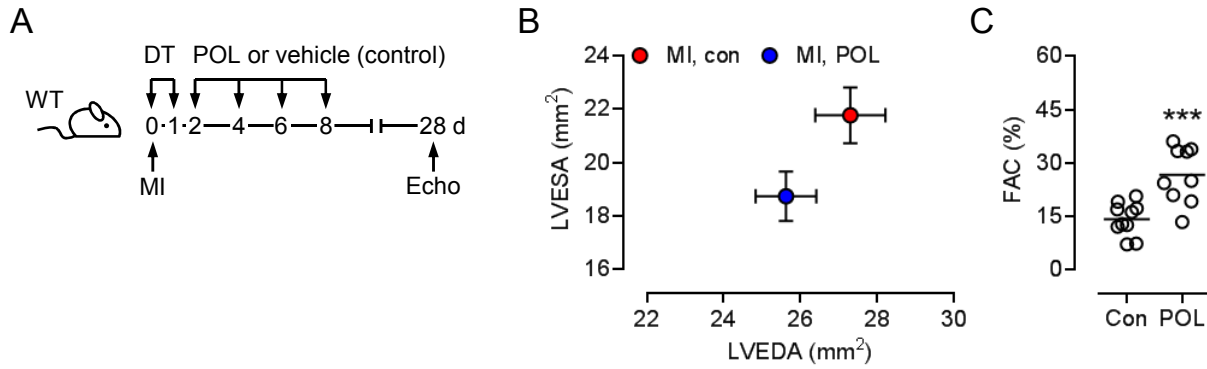 A
DT POL or vehicle (control)
WT
0 1 2 4 6 8 28 d
MI Echo
B
MI, con MI, POL
24
22
20
18
16
LVESA (mm²)
22 24 26 28 30
LVEDA (mm²)
C
60
45
30
15
0
FAC (%)
***
Con POL